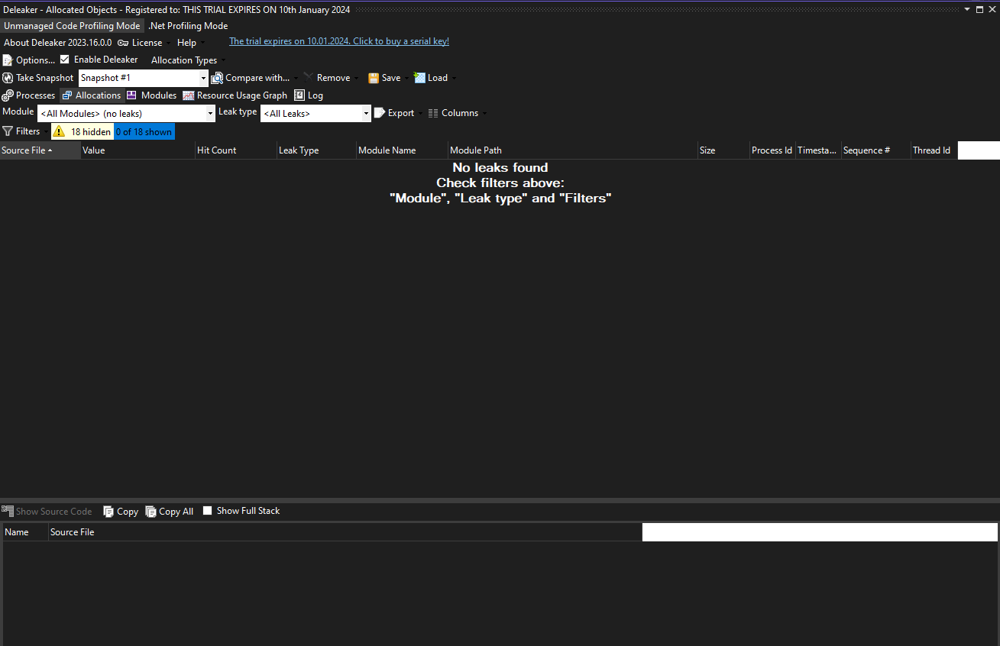 Deleaker - Allocated Objects - Registered to: THIS TRIAL EXPIRES ON 10th January 2024
Unmanaged Code Profiling Mode .Net Profiling Mode
About Deleaker 2023.16.0.0 License Help The trial expires on 10.01.2024. Click to buy a serial key!
Options... Enable Deleaker Allocation Types
Take Snapshot Snapshot #1 Compare with... Remove Save Load
Processes Allocations Modules Resource Usage Graph Log
Module <All Modules> (no leaks) Leak type <All Leaks> Export Columns
Filters 18 hidden 0 of 18 shown
Source File Value Hit Count Leak Type Module Name Module Path Size Process Id Timesta... Sequence # Thread Id
No leaks found
Check filters above:
"Module", "Leak type" and "Filters"
Show Source Code Copy Copy All Show Full Stack
Name Source File